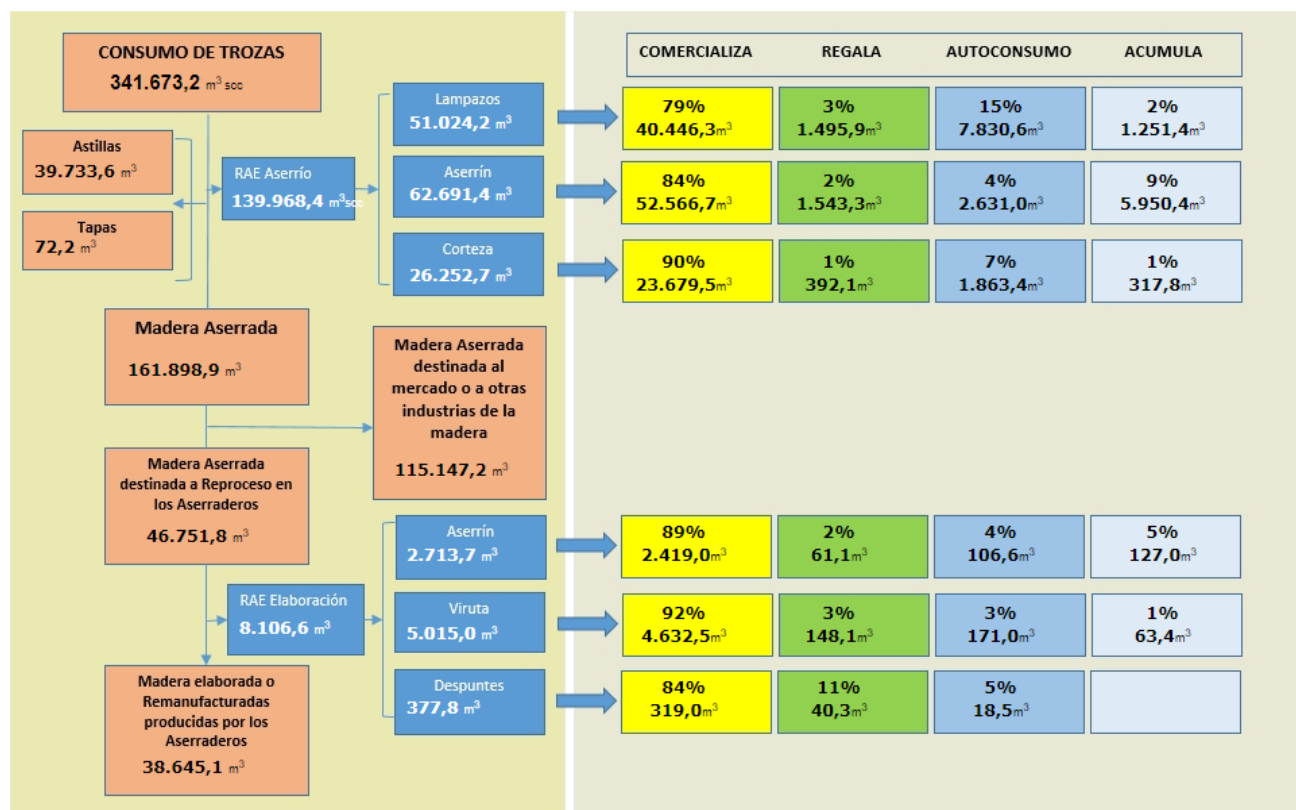 CONSUMO DE TROZAS
341.673,2 m³ scc
Astillas
39.733,6 m³
Tapas
72,2 m³
RAE Aserrío
139.968,4 m³scc
Lampazos
51.024,2 m³
Aserrín
62.691,4 m³
Corteza
26.252,7 m³
Madera Aserrada
161.898,9 m³
Madera Aserrada
destinada al
mercado o a otras
industrias de la
madera
115.147,2 m³
Madera Aserrada
destinada a Reproceso en
los Aserraderos
46.751,8 m³
RAE Elaboración
8.106,6 m³
Aserrín
2.713,7 m³
Viruta
5.015,0 m³
Despuntes
377,8 m³
Madera elaborada o
Remanufacturadas
producidas por los
Aserraderos
38.645,1 m³
COMERCIALIZA REGALA AUTOCONSUMO ACUMULA
79% 3% 15% 2%
40.446,3m³ 1.495,9m³ 7.830,6m³ 1.251,4m³
84% 2% 4% 9%
52.566,7m³ 1.543,3m³ 2.631,0m³ 5.950,4m³
90% 1% 7% 1%
23.679,5m³ 392,1m³ 1.863,4m³ 317,8m³
89% 2% 4% 5%
2.419,0m³ 61,1m³ 106,6m³ 127,0m³
92% 3% 3% 1%
4.632,5m³ 148,1m³ 171,0m³ 63,4m³
84% 11% 5%
319,0m³ 40,3m³ 18,5m³